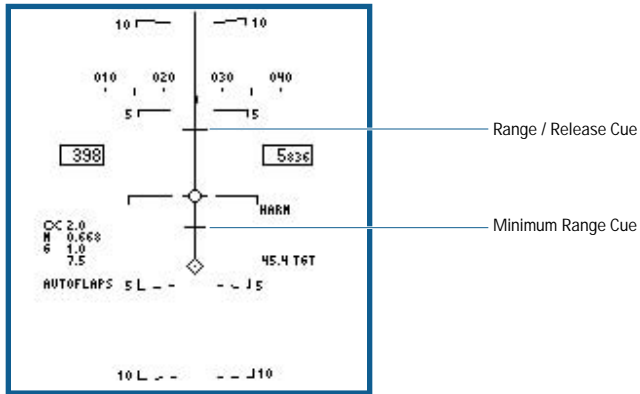 10 10
010 020 030 040
5 5
Range / Release Cue
398 5836
HARM
α 2.0
M 0.668
Minimum Range Cue
G 1.0
7.5 45.4 TGT
AUTOFLAPS 5 5
10 10